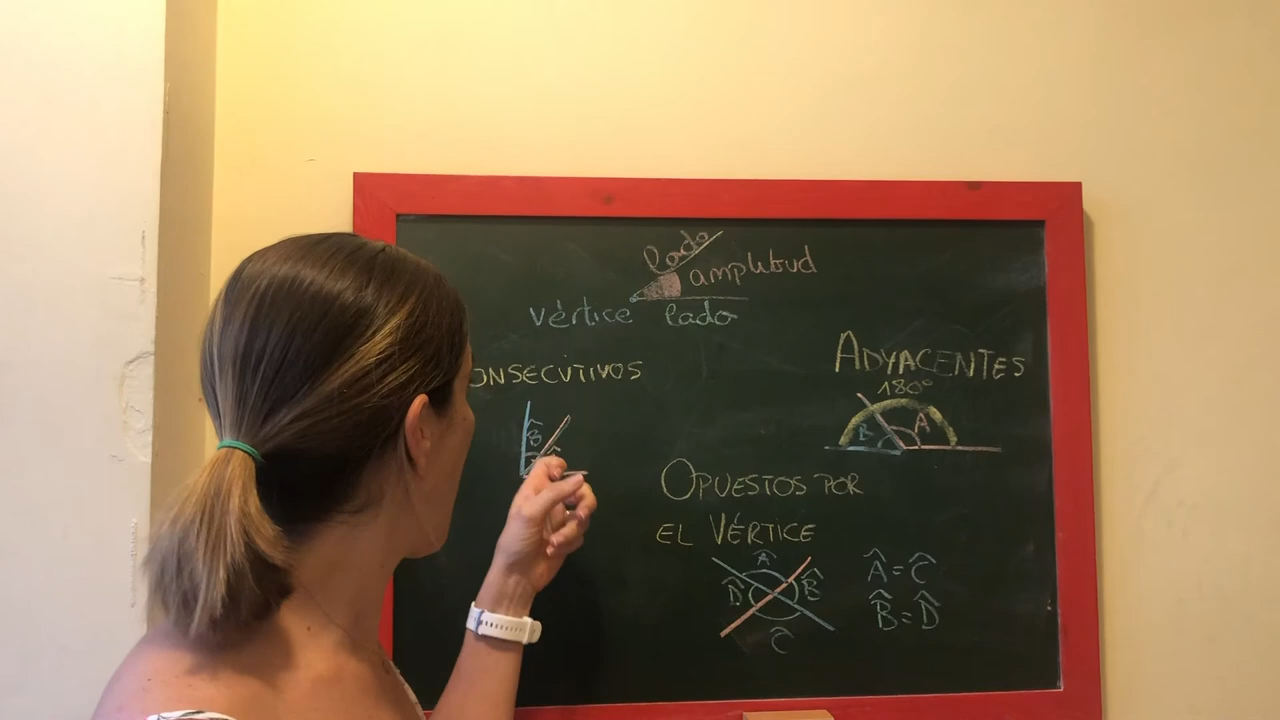 lado
amplitud
vértice lado
ONSECUTIVOS
B
ADYACENTES
180°
B A
OPUESTOS POR
EL VÉRTICE
Â
D̂ B̂
Ĉ
Â=Ĉ
B̂=D̂